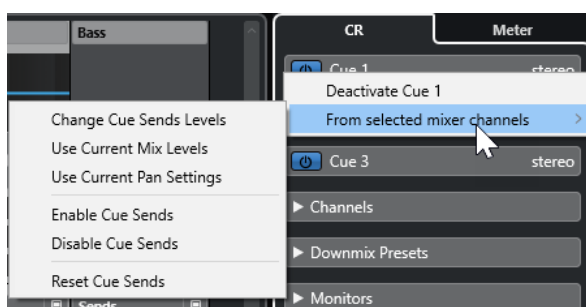 Bass
CR
Meter
Cue 1
stereo
Deactivate Cue 1
From selected mixer channels
Change Cue Sends Levels
Use Current Mix Levels
Use Current Pan Settings
Enable Cue Sends
Disable Cue Sends
Reset Cue Sends
Cue 3
stereo
Channels
Downmix Presets
Monitors
Sends